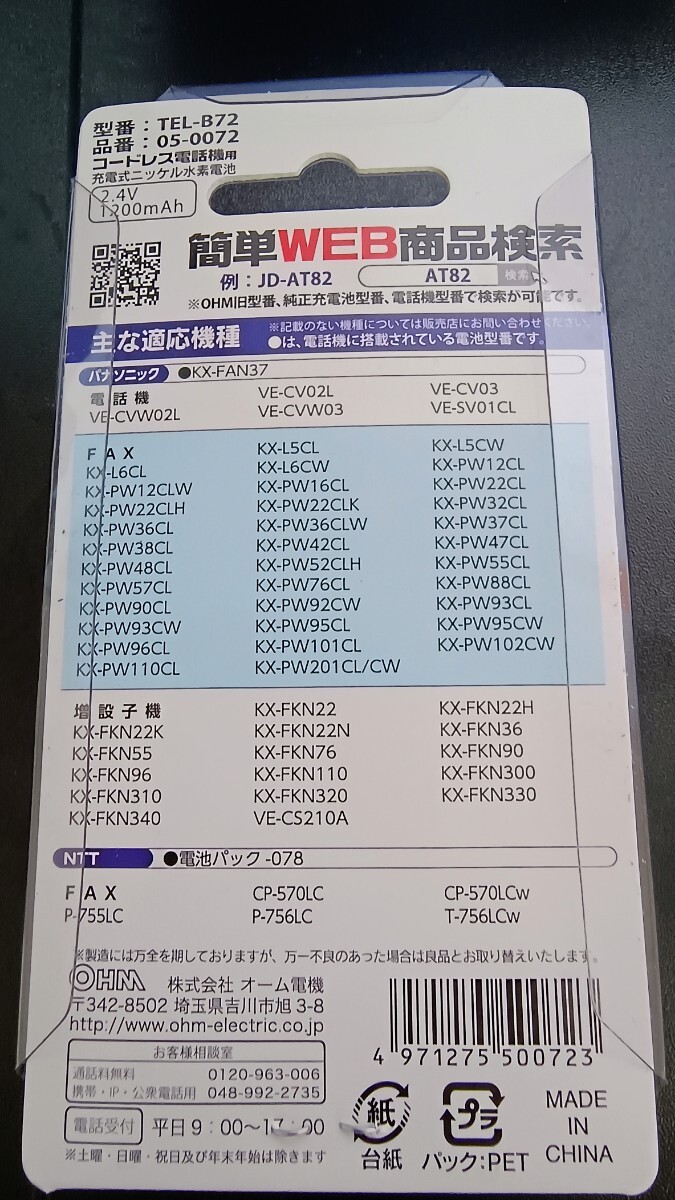 型番：TEL-B72
品番：05-0072
コードレス電話機用
充電式ニッケル水素電池
2.4V
1200mAh
簡単WEB商品検索
例：JD-AT82 AT82 検索
※OHM旧型番、純正充電池型番、電話機型番で検索が可能です。
主な適応機種
※記載のない機種については販売店にお問い合わせください。
●は、電話機に搭載されている電池型番です。
パナソニック ●KX-FAN37
電話機 VE-CV02L VE-CV03
VE-CVW02L VE-CVW03 VE-SV01CL
FAX KX-L5CL KX-L5CW
KX-L6CL KX-L6CW KX-PW12CL
KX-PW12CLW KX-PW16CL KX-PW22CL
KX-PW22CLH KX-PW22CLK KX-PW32CL
KX-PW36CL KX-PW36CLW KX-PW37CL
KX-PW38CL KX-PW42CL KX-PW47CL
KX-PW48CL KX-PW52CLH KX-PW55CL
KX-PW57CL KX-PW76CL KX-PW88CL
KX-PW90CL KX-PW92CW KX-PW93CL
KX-PW93CW KX-PW95CL KX-PW95CW
KX-PW96CL KX-PW101CL KX-PW102CW
KX-PW110CL KX-PW201CL/CW
増設子機 KX-FKN22 KX-FKN22H
KX-FKN22K KX-FKN22N KX-FKN36
KX-FKN55 KX-FKN76 KX-FKN90
KX-FKN96 KX-FKN110 KX-FKN300
KX-FKN310 KX-FKN320 KX-FKN330
KX-FKN340 VE-CS210A
NTT ●電池パック-078
FAX CP-570LC CP-570LCw
P-755LC P-756LC T-756LCw
※製造には万全を期しておりますが、万一不良のあった場合は良品とお取り替えいたします。
OHM 株式会社 オーム電機
〒342-8502 埼玉県吉川市旭 3-8
http://www.ohm-electric.co.jp
お客様相談室
通話料無料 0120-963-006
携帯・IP・公衆電話用 048-992-2735
電話受付 平日9：00〜17：00
※土曜・日曜・祝日及び年末年始は除きます
4 971275 500723
紙
台紙
プラ
パック:PET
MADE
IN
CHINA